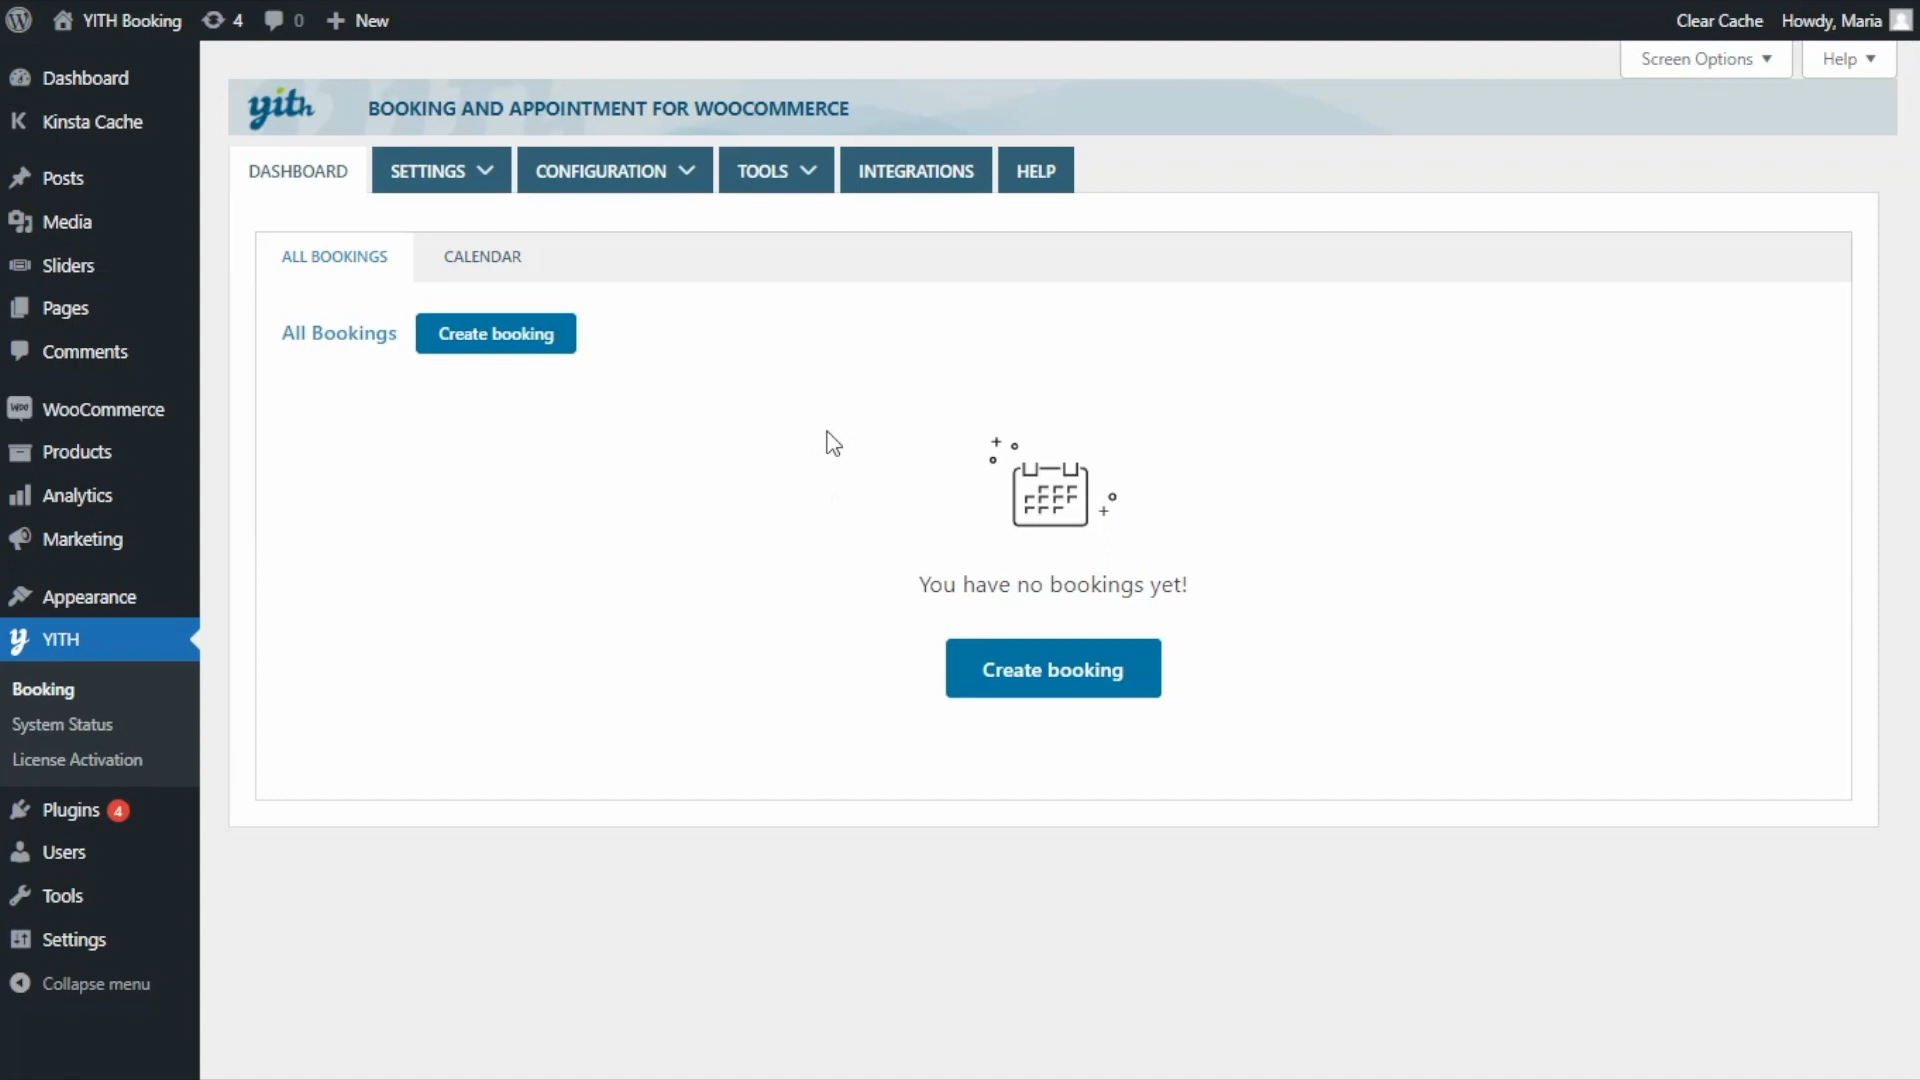 YITH Booking 4 0 New Clear Cache Howdy, Maria
Screen Options Help
Dashboard
Kinsta Cache
Posts
Media
Sliders
Pages
Comments
WooCommerce
Products
Analytics
Marketing
Appearance
YITH
Booking
System Status
License Activation
Plugins 4
Users
Tools
Settings
Collapse menu
yith BOOKING AND APPOINTMENT FOR WOOCOMMERCE
DASHBOARD SETTINGS CONFIGURATION TOOLS INTEGRATIONS HELP
ALL BOOKINGS CALENDAR
All Bookings Create booking
You have no bookings yet!
Create booking